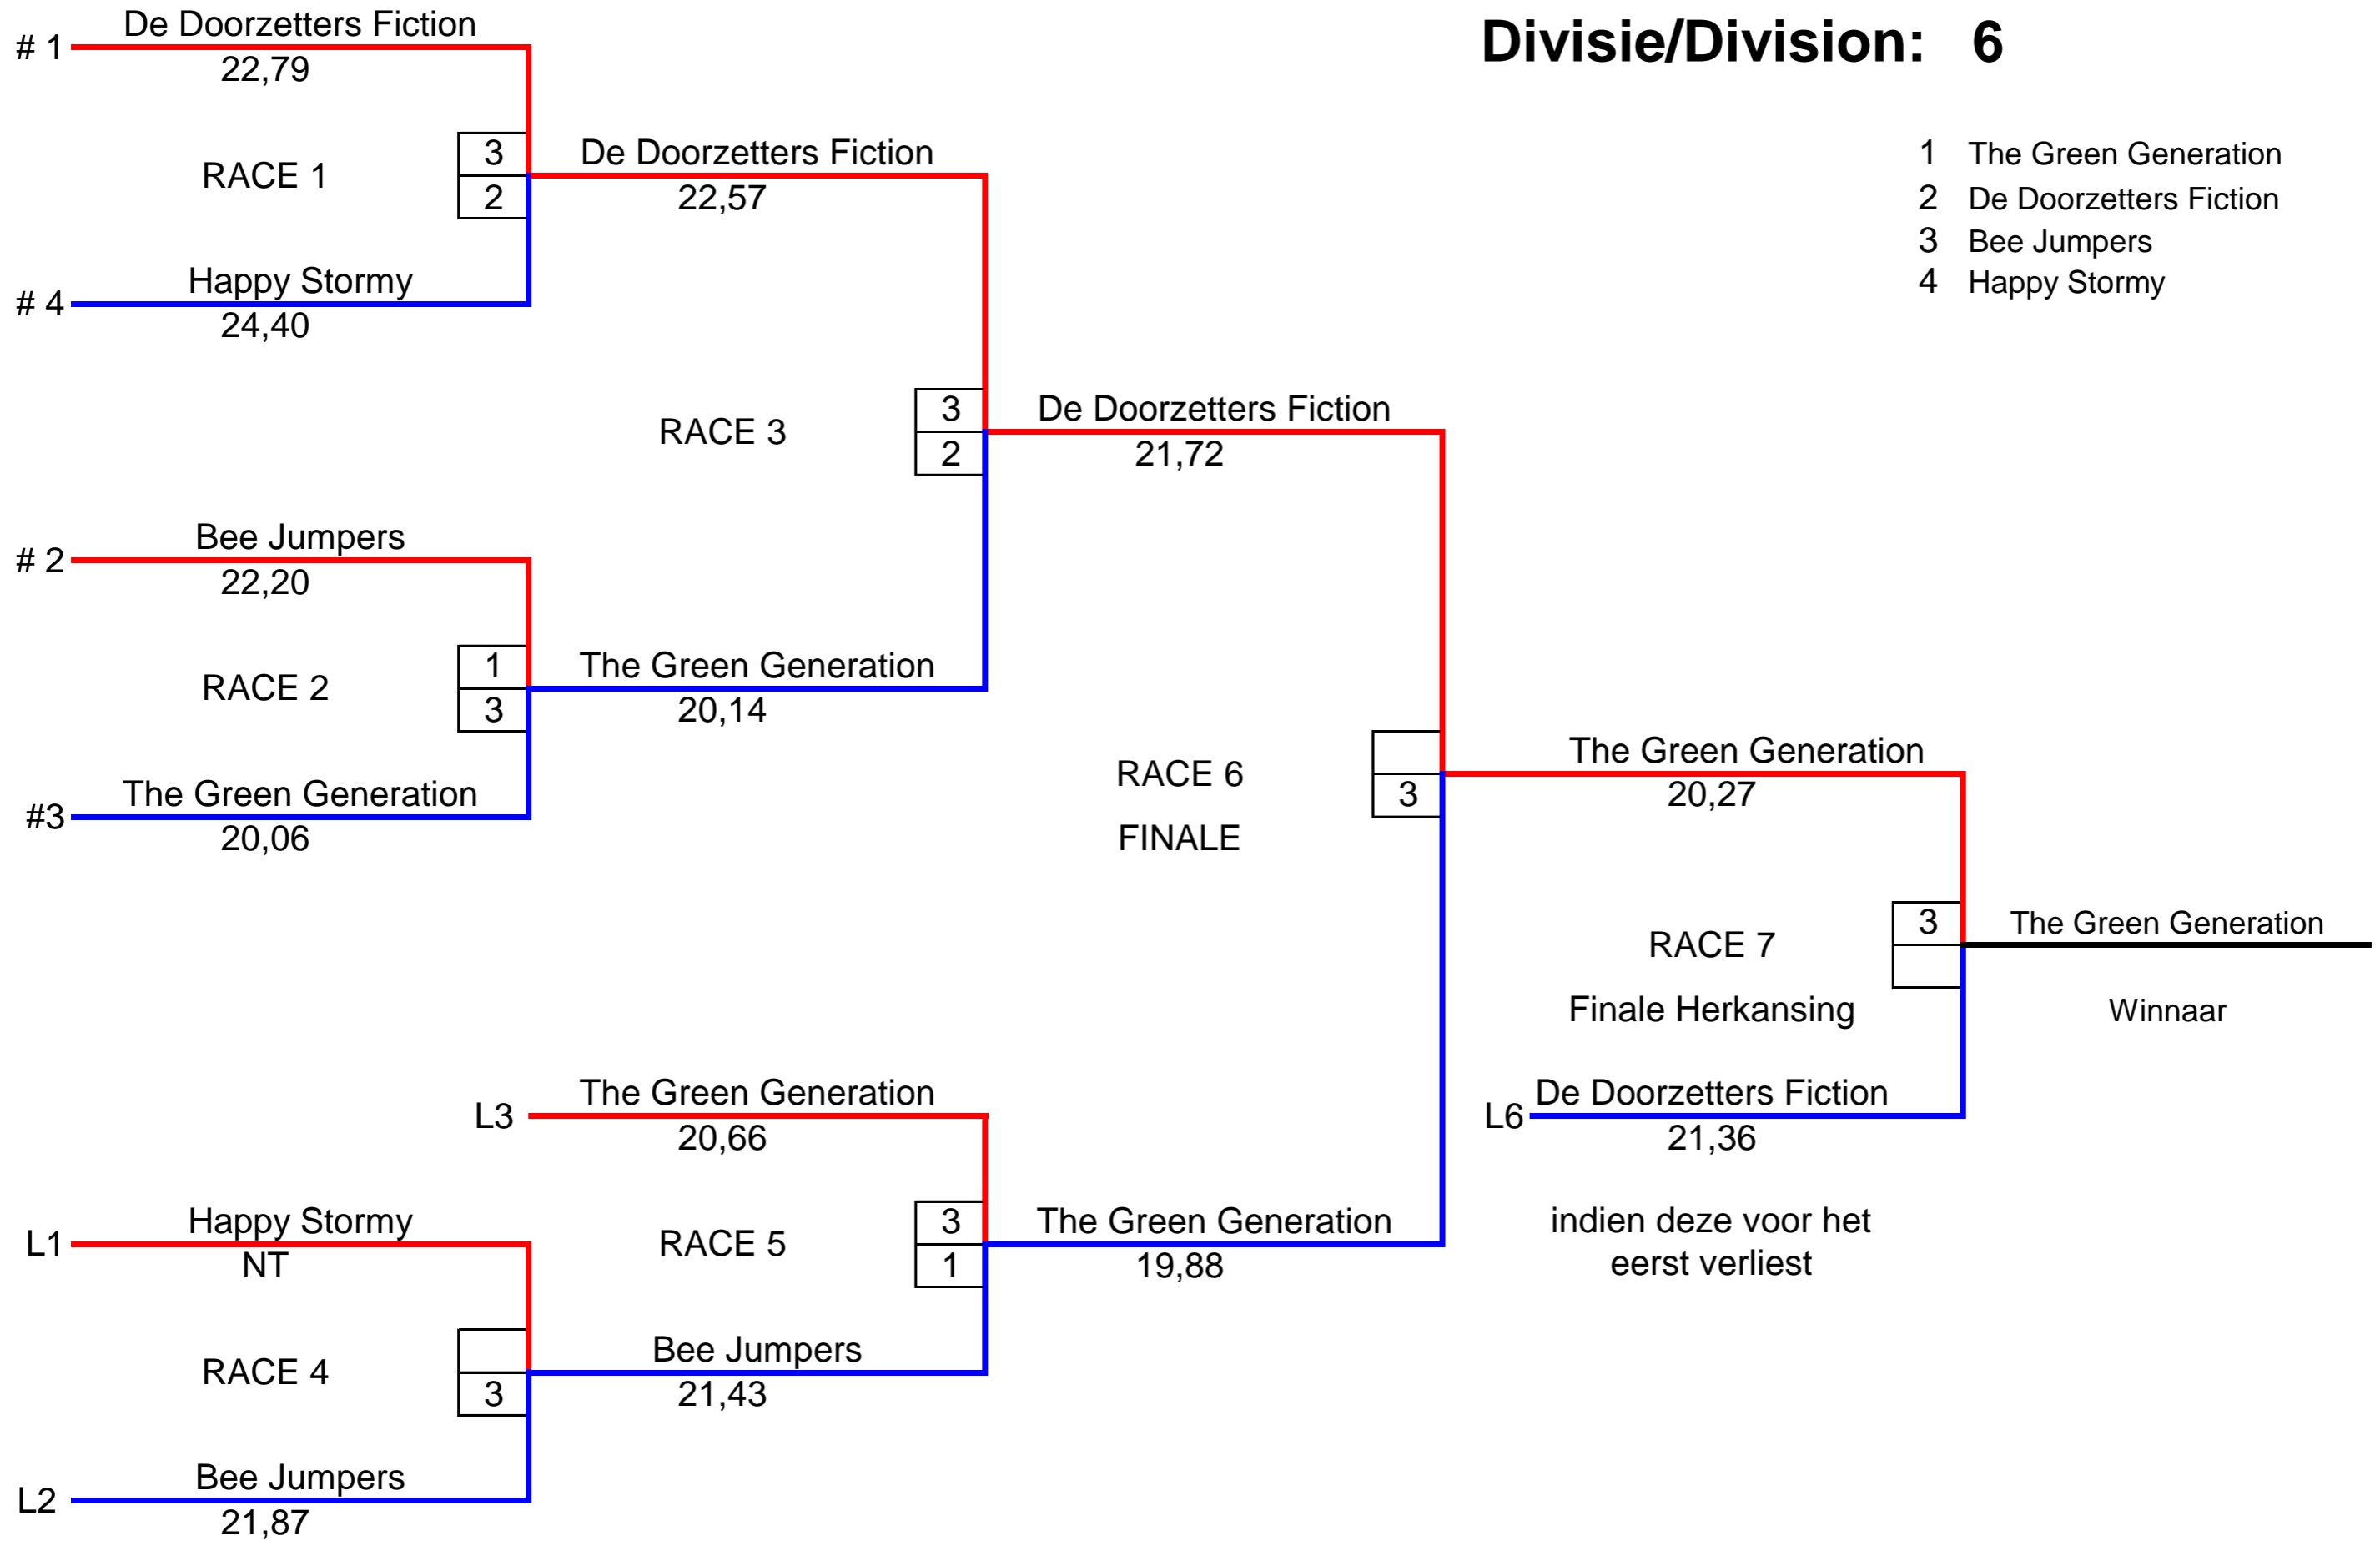 De Doorzetters Fiction
# 1
22,79
Divisie/Division: 6
RACE 1
3
2
De Doorzetters Fiction
22,57
1 The Green Generation
2 De Doorzetters Fiction
3 Bee Jumpers
4 Happy Stormy
Happy Stormy
# 4
24,40
RACE 3
3
2
De Doorzetters Fiction
21,72
Bee Jumpers
# 2
22,20
RACE 2
1
3
The Green Generation
20,14
The Green Generation
#3
20,06
RACE 6
3
FINALE
The Green Generation
20,27
RACE 7
3
The Green Generation
Finale Herkansing
Winnaar
L3
The Green Generation
20,66
L6
De Doorzetters Fiction
21,36
Happy Stormy
L1
NT
RACE 5
3
1
The Green Generation
19,88
indien deze voor het
eerst verliest
RACE 4
3
Bee Jumpers
21,43
Bee Jumpers
L2
21,87